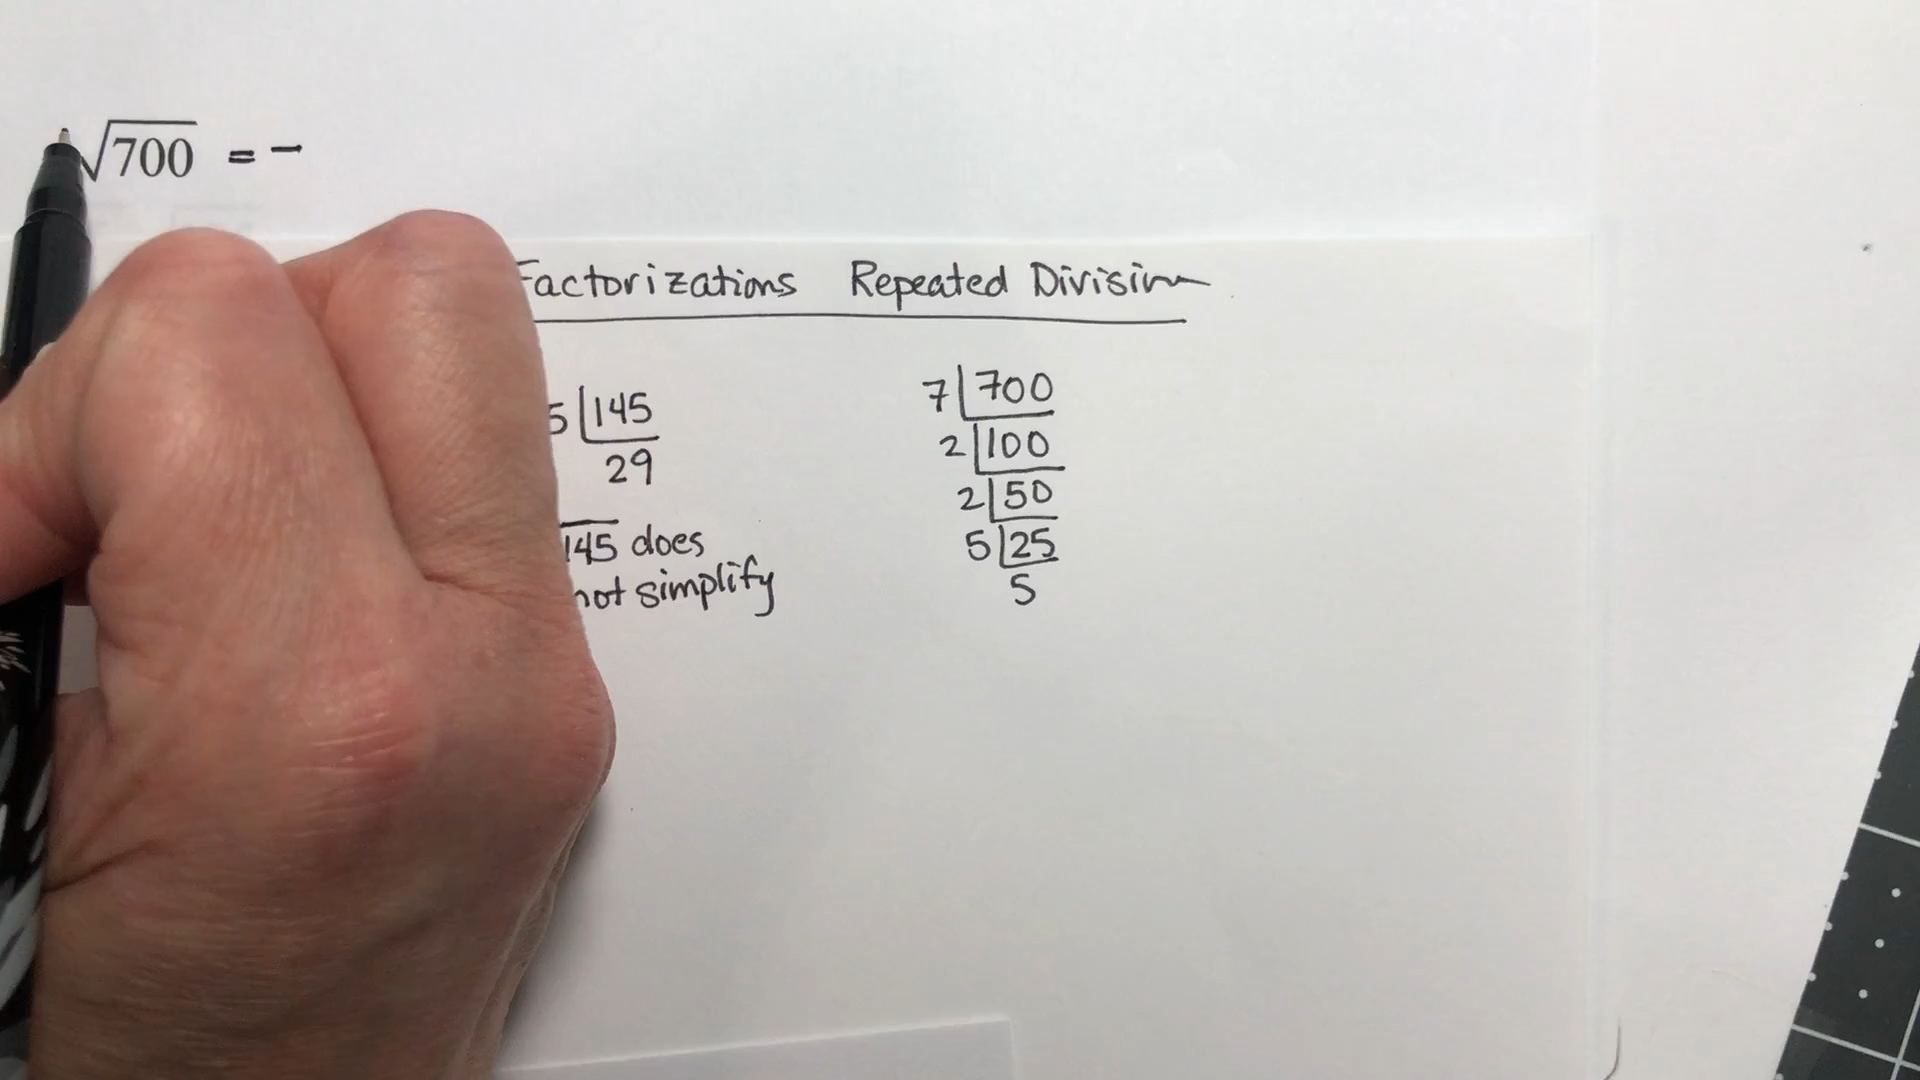 √700 = −
Factorizations Repeated Division
5 145
29
145 does
not simplify
7 700
2 100
2 50
5 25
5